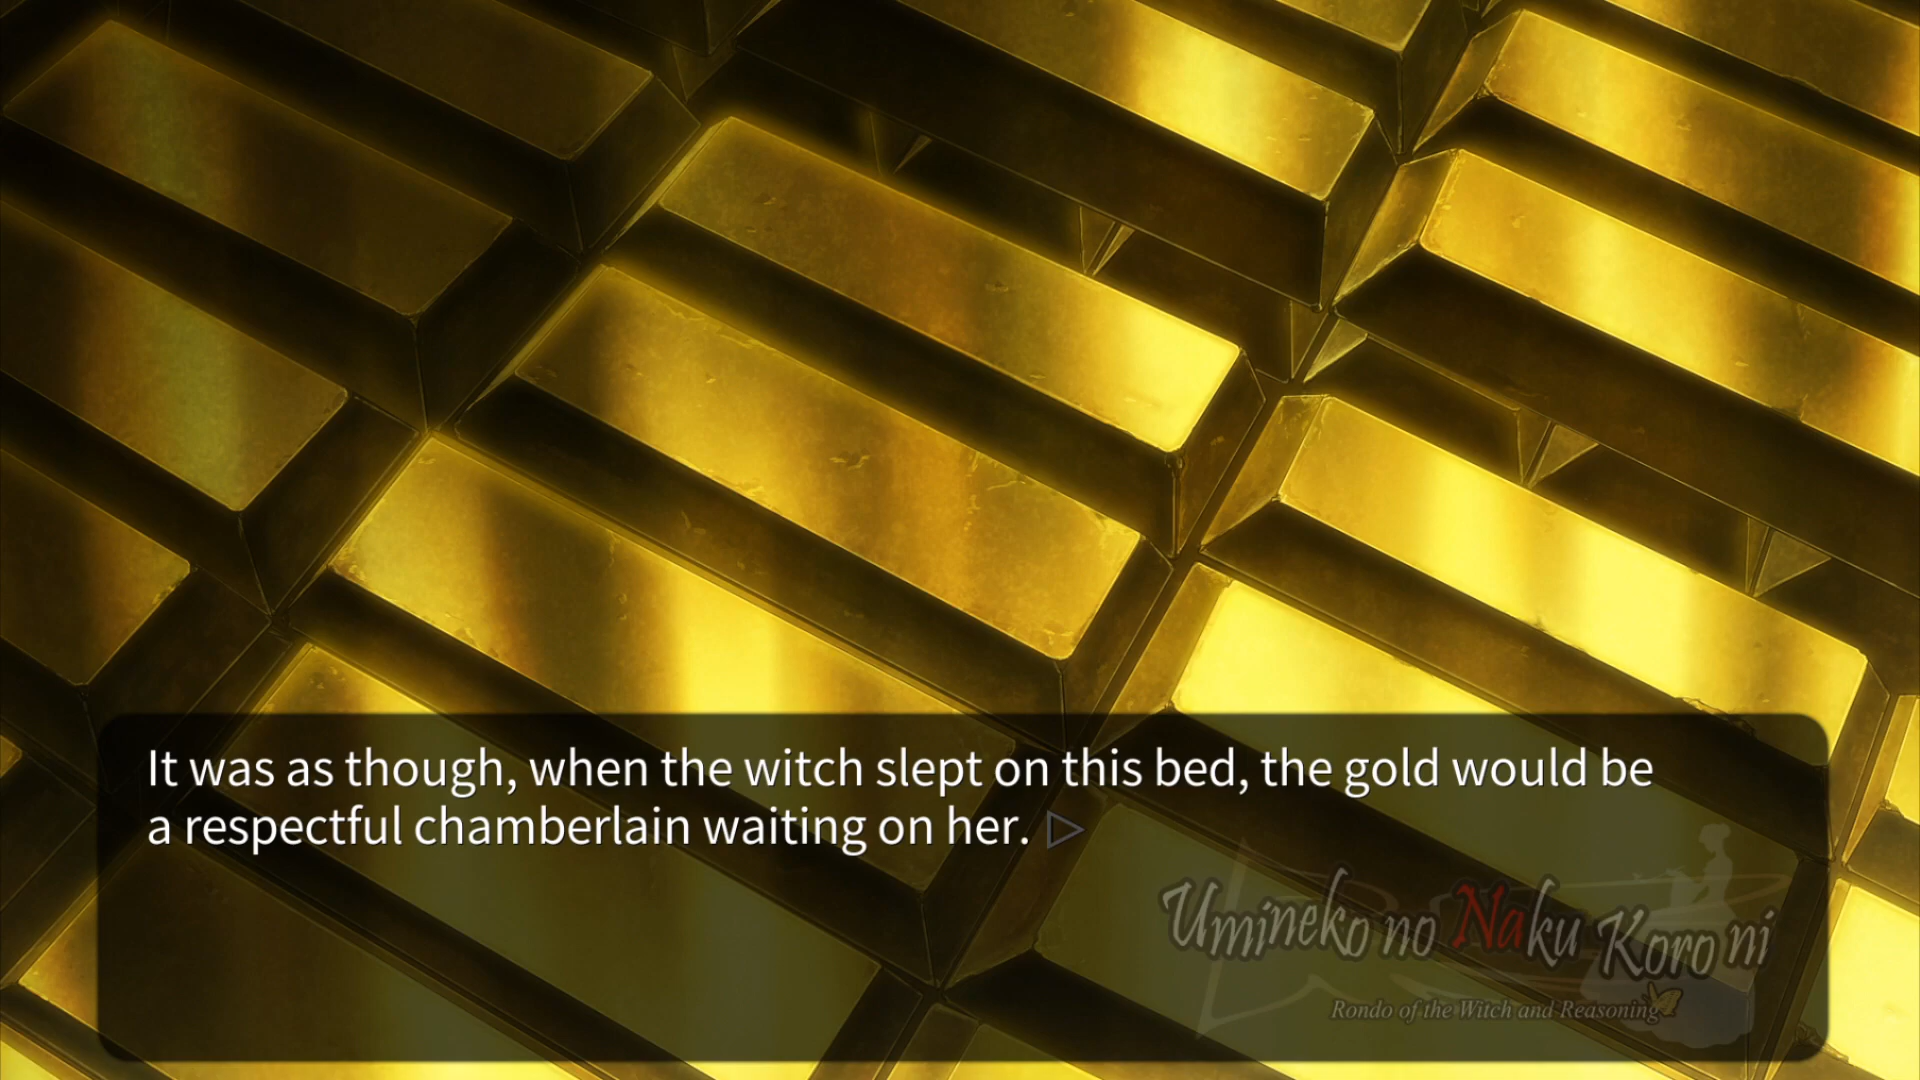 It was as though, when the witch slept on this bed, the gold would be
a respectful chamberlain waiting on her.
Umineko no Naku Koro ni
Rondo of the Witch and Reasoning